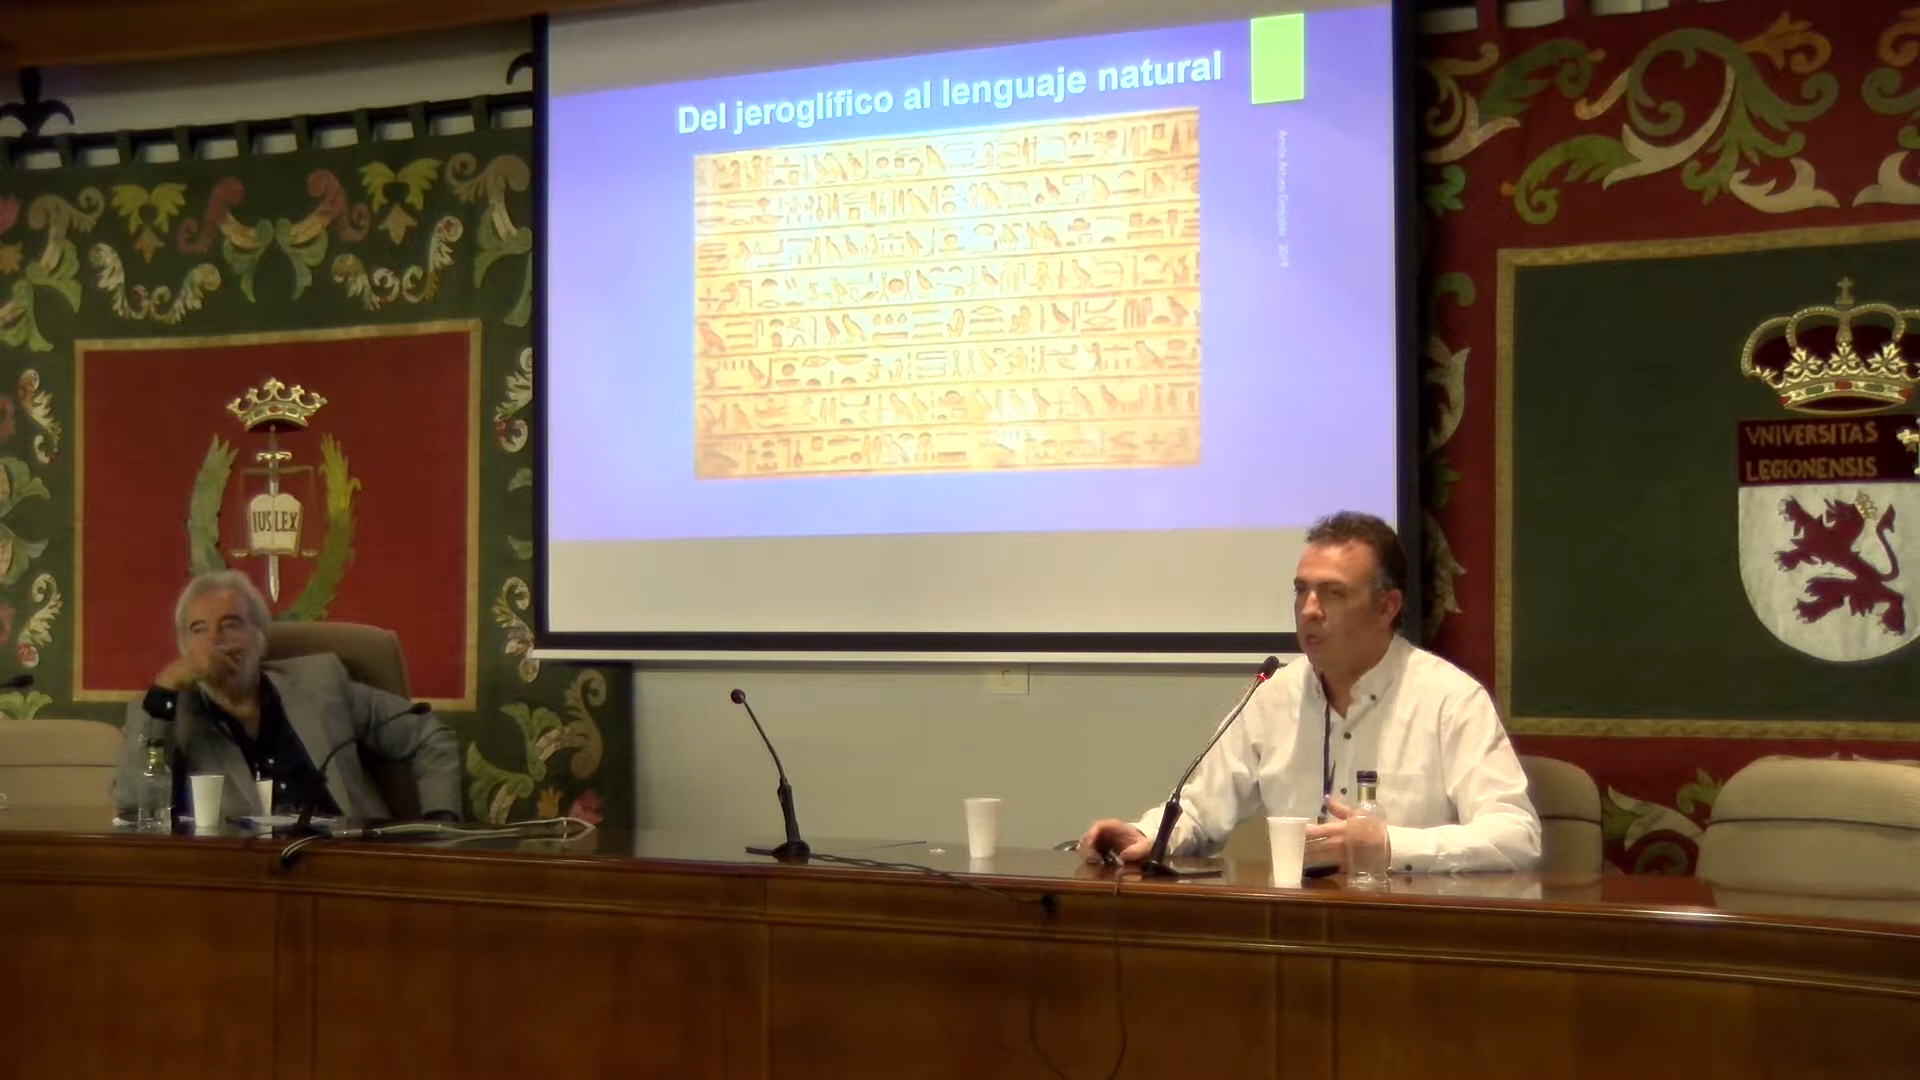 Del jeroglífico al lenguaje natural
IUS LEX
VNIVERSITAS
LEGIONENSIS